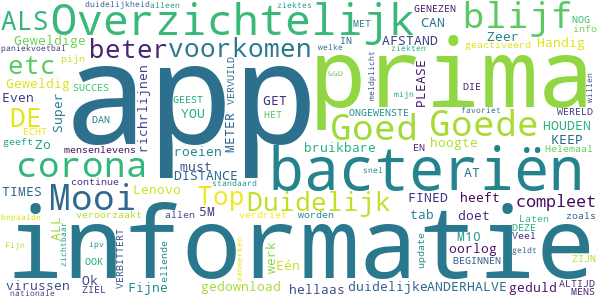 duidelijkheid alleen ziektes GENEZEN NOG
paniekvoetbal MET welke info
ALS Overzichtelijk CAN blijf
Geweldige IN AFSTAND Zeer geactiveerd Handig
etc beter voorkomen ziekten
Geweldig pijn app prima
Even Super SUCCES GEEST GET GGD meldplicht PLEASE DIE willen
DE ECHT DAN richrlijnen METER VERVUILD YOU HET mijn ONGEWENSTE favoriet WERELD
geeft Zo roeien Goed Goede HOUDEN
mensenlevens bruikbare EN hoogte KEEP
corona must DISTANCE bacteriën snel AT Helemaal
TIMES continue Lenovo standaard
Mooi Top Duidelijk FINED heeft compleet
ALL veroorzaakt allen 5M verdriet worden tab doet Laten zoals
bepaalde informatie M10 oorlog DEZE Veel geldt
Fijn zichtbaar ipv VERBITTERT ellende werk aanmerken Eén update BEGINNEN ZIJN
virussen Ok OOK Fijne gedownload duidelijke ANDERHALVE geduld ALTIJD
nationale ZIEL hellaas MENS